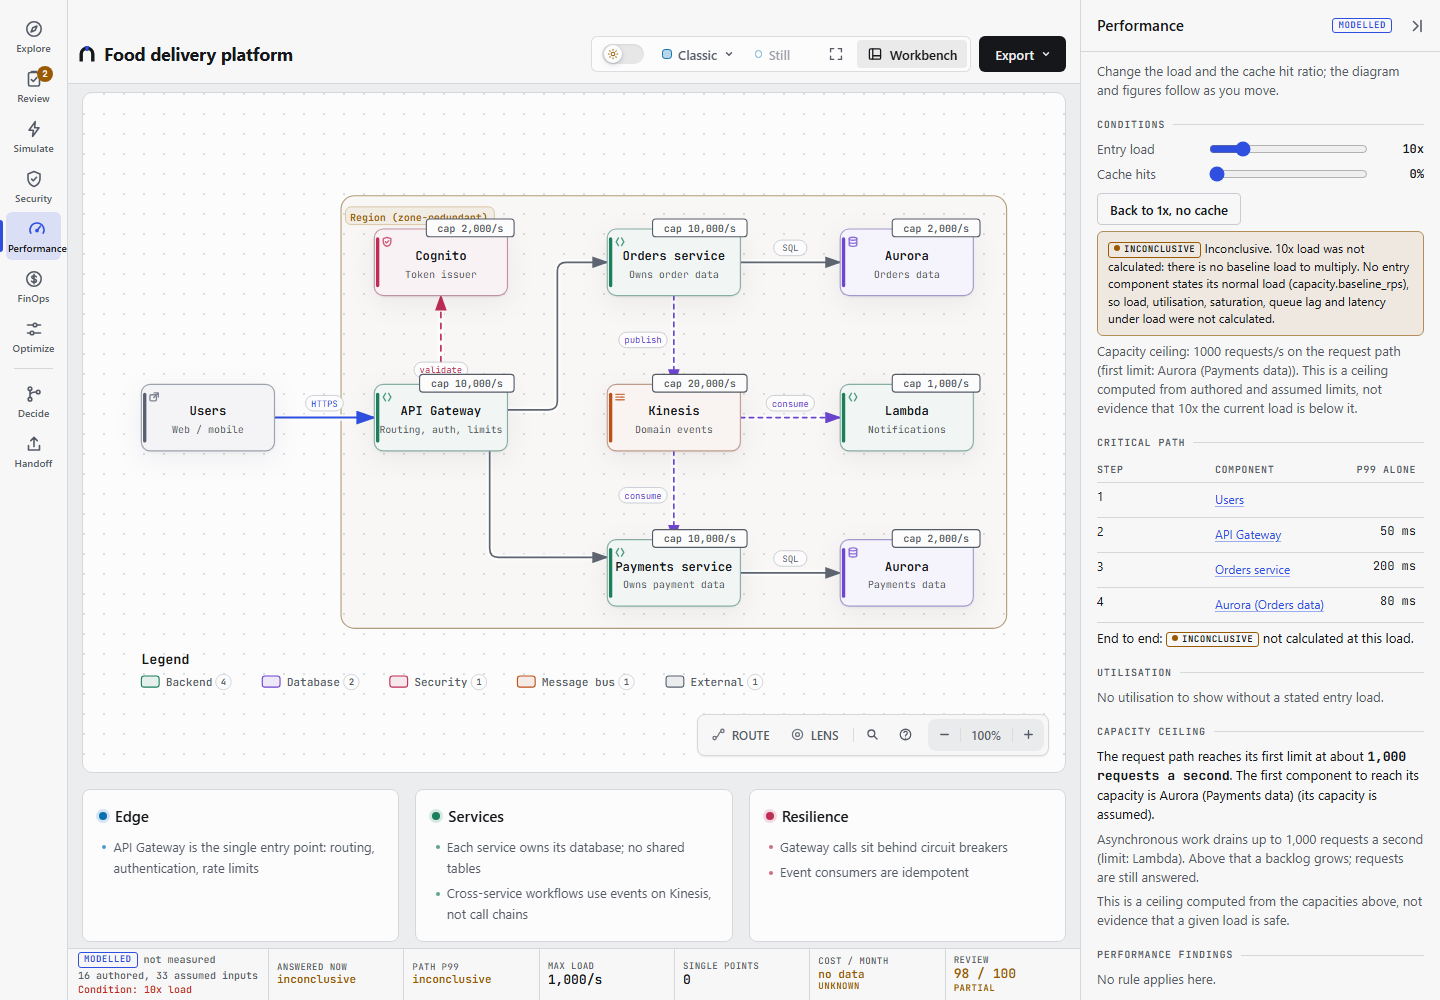 Explore
2
Review
Simulate
Security
Performance
FinOps
Optimize
Decide
Handoff
Food delivery platform
Classic
Still
Workbench
Export
Region (zone-redundant)
cap 2,000/s
Cognito
Token issuer
cap 10,000/s
Orders service
Owns order data
SQL
cap 2,000/s
Aurora
Orders data
publish
validate
Users
Web / mobile
HTTPS
cap 10,000/s
API Gateway
Routing, auth, limits
cap 20,000/s
Kinesis
Domain events
consume
cap 1,000/s
Lambda
Notifications
consume
cap 10,000/s
Payments service
Owns payment data
SQL
cap 2,000/s
Aurora
Payments data
Legend
Backend 4
Database 2
Security 1
Message bus 1
External 1
ROUTE
LENS
100%
Edge
API Gateway is the single entry point: routing,
authentication, rate limits
Services
Each service owns its database; no shared
tables
Cross-service workflows use events on Kinesis,
not call chains
Resilience
Gateway calls sit behind circuit breakers
Event consumers are idempotent
MODELLED not measured
16 authored, 33 assumed inputs
Condition: 10x load
ANSWERED NOW
inconclusive
PATH P99
inconclusive
MAX LOAD
1,000/s
SINGLE POINTS
0
COST / MONTH
no data
UNKNOWN
REVIEW
98 / 100
PARTIAL
Performance
MODELLED
Change the load and the cache hit ratio; the diagram
and figures follow as you move.
CONDITIONS
Entry load 10x
Cache hits 0%
Back to 1x, no cache
INCONCLUSIVE Inconclusive. 10x load was not
calculated: there is no baseline load to multiply. No entry
component states its normal load (capacity.baseline_rps),
so load, utilisation, saturation, queue lag and latency
under load were not calculated.
Capacity ceiling: 1000 requests/s on the request path
(first limit: Aurora (Payments data)). This is a ceiling
computed from authored and assumed limits, not
evidence that 10x the current load is below it.
CRITICAL PATH
STEP COMPONENT P99 ALONE
1 Users
2 API Gateway 50 ms
3 Orders service 200 ms
4 Aurora (Orders data) 80 ms
End to end: INCONCLUSIVE not calculated at this load.
UTILISATION
No utilisation to show without a stated entry load.
CAPACITY CEILING
The request path reaches its first limit at about 1,000
requests a second. The first component to reach its
capacity is Aurora (Payments data) (its capacity is
assumed).
Asynchronous work drains up to 1,000 requests a second
(limit: Lambda). Above that a backlog grows; requests
are still answered.
This is a ceiling computed from the capacities above, not
evidence that a given load is safe.
PERFORMANCE FINDINGS
No rule applies here.